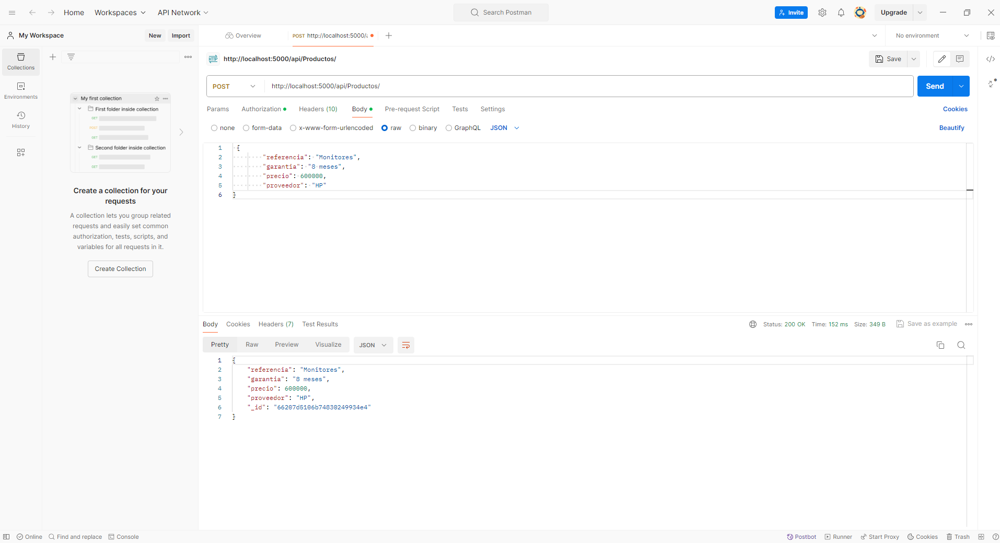 Home Workspaces API Network Search Postman Invite Upgrade
My Workspace New Import Overview POST http://localhost:5000/a No environment
Collections
Environments
History
My first collection
First folder inside collection
GET
POST
GET
Second folder inside collection
GET
GET
Create a collection for your
requests
A collection lets you group related
requests and easily set common
authorization, tests, scripts, and
variables for all requests in it.
Create Collection
HTTP http://localhost:5000/api/Productos/ Save
POST http://localhost:5000/api/Productos/ Send
Params Authorization Headers (10) Body Pre-request Script Tests Settings Cookies
none form-data x-www-form-urlencoded raw binary GraphQL JSON Beautify
1 {
2 "referencia": "Monitores",
3 "garantia": "8 meses",
4 "precio": 600000,
5 "proveedor": "HP"
6 }
Body Cookies Headers (7) Test Results Status: 200 OK Time: 152 ms Size: 349 B Save as example
Pretty Raw Preview Visualize JSON
1 {
2 "referencia": "Monitores",
3 "garantia": "8 meses",
4 "precio": 600000,
5 "proveedor": "HP",
6 "_id": "66207d5106b74830249934e4"
7 }
Online Find and replace Console Postbot Runner Start Proxy Cookies Trash